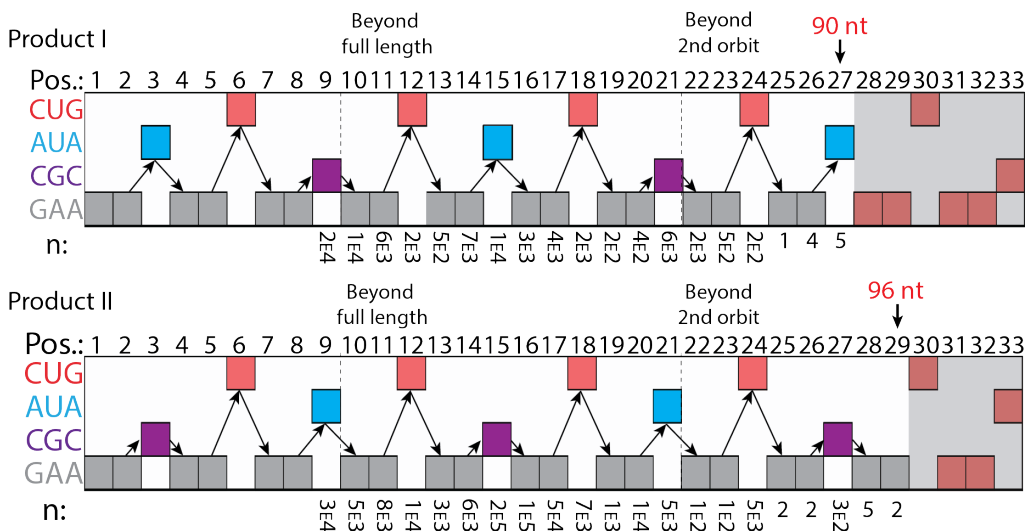 Product I
Beyond
full length
Beyond
2nd orbit
90 nt
Pos.: 1 2 3 4 5 6 7 8 9 10 11 12 13 14 15 16 17 18 19 20 21 22 23 24 25 26 27 28 29 30 31 32 33
CUG
AUA
CGC
GAA
n: 2E4 1E4 6E3 2E3 5E2 7E3 1E4 3E3 4E3 2E3 2E2 4E2 6E3 2E3 5E2 2E2 1 4 5
Product II
Beyond
full length
Beyond
2nd orbit
96 nt
Pos.: 1 2 3 4 5 6 7 8 9 10 11 12 13 14 15 16 17 18 19 20 21 22 23 24 25 26 27 28 29 30 31 32 33
CUG
AUA
CGC
GAA
n: 3E4 5E3 8E3 1E4 3E3 6E3 2E5 1E5 5E4 7E3 1E3 1E4 5E3 1E2 1E2 5E3 2 2 3E2 5 2